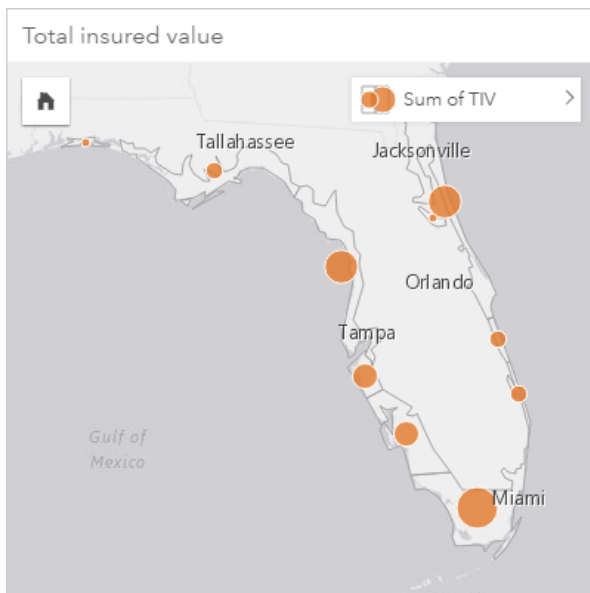 Total insured value
Sum of TIV
Tallahassee
Jacksonville
Orlando
Tampa
Gulf of
Mexico
Miami